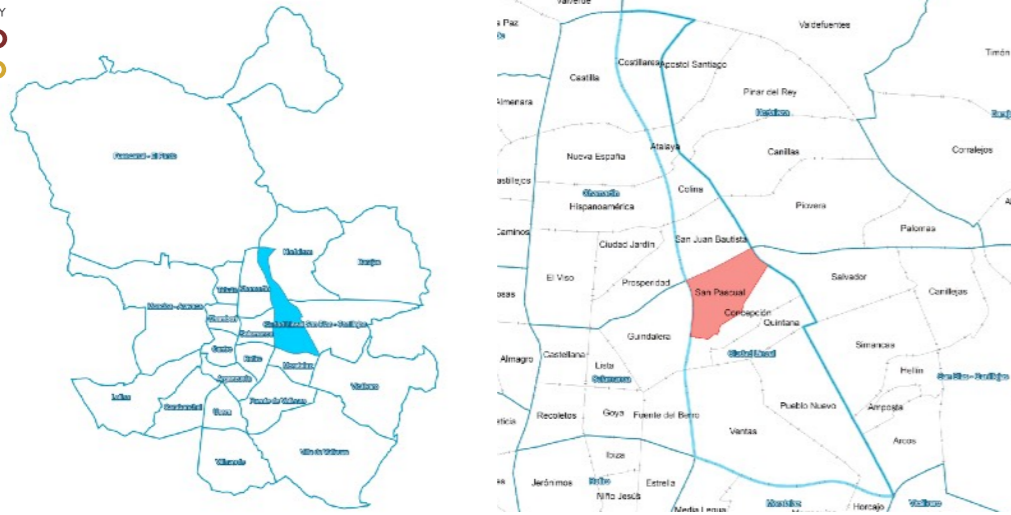 Y
Fuencarral - El Pardo
Hortaleza
Barajas
Tetuán
Chamartín
Moncloa - Aravaca
Chamberí
Ciudad Lineal
San Blas - Canillejas
Salamanca
Centro
Retiro
Moratalaz
Arganzuela
Vicálvaro
Latina
Carabanchel
Usera
Puente de Vallecas
Villa de Vallecas
Villaverde
Valverde
Valdefuentes
a Paz
Costillares
Apóstol Santiago
Timón
Castilla
Pinar del Rey
Almenara
Hortaleza
Baraj
Atalaya
Canillas
Corralejos
Nueva España
astillejos
Colina
Chamartín
Hispanoamérica
Piovera
Palomas
Caminos
Ciudad Jardín
San Juan Bautista
El Viso
Prosperidad
Salvador
San Pascual
Canillejas
osas
Concepción
Quintana
Guindalera
Simancas
Almagro
Castellana
Ciudad Lineal
Lista
Salamanca
Hellín
San Blas - Canillejas
Recoletos
Goya
Fuente del Berro
Pueblo Nuevo
Amposta
eticia
Ventas
Arcos
Ibiza
Jerónimos
Retiro
Estrella
Niño Jesús
Media Legua
Moratalaz
Horcajo
Vicálvaro